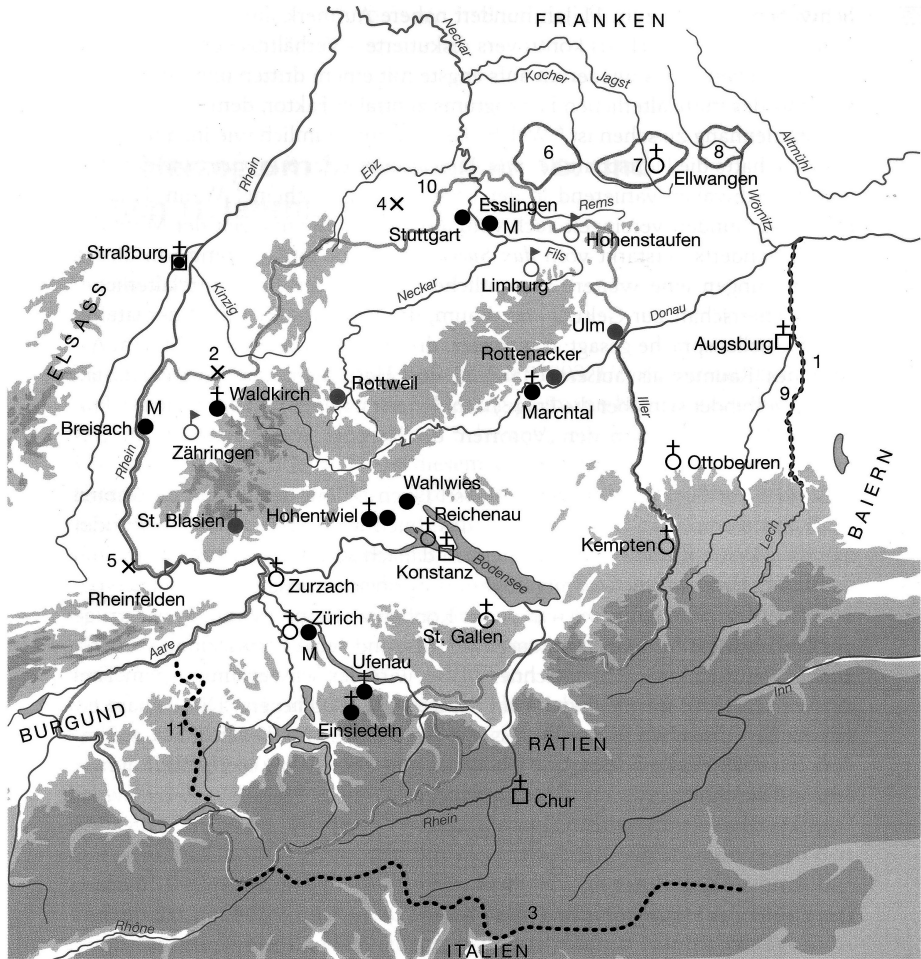 FRANKEN
Neckar
Kocher
Jagst
Altmühl
Rhein
Enz
6
7
8
Ellwangen
10
4
Esslingen
Rems
Wörnitz
Stuttgart
M
Hohenstaufen
Straßburg
Fils
Limburg
Kinzig
Neckar
Donau
ELSASS
Ulm
Augsburg
1
2
Rottenacker
Rottweil
Waldkirch
9
M
Marchtal
Iller
Breisach
Zähringen
Ottobeuren
Rhein
Wahlwies
BAIERN
St. Blasien
Hohentwiel
Reichenau
Lech
Kempten
Konstanz
Bodensee
5
Zurzach
Rheinfelden
Zürich
St. Gallen
Aare
M
Ufenau
Inn
BURGUND
11
Einsiedeln
RÄTIEN
Chur
Rhein
3
Rhône
ITALIEN